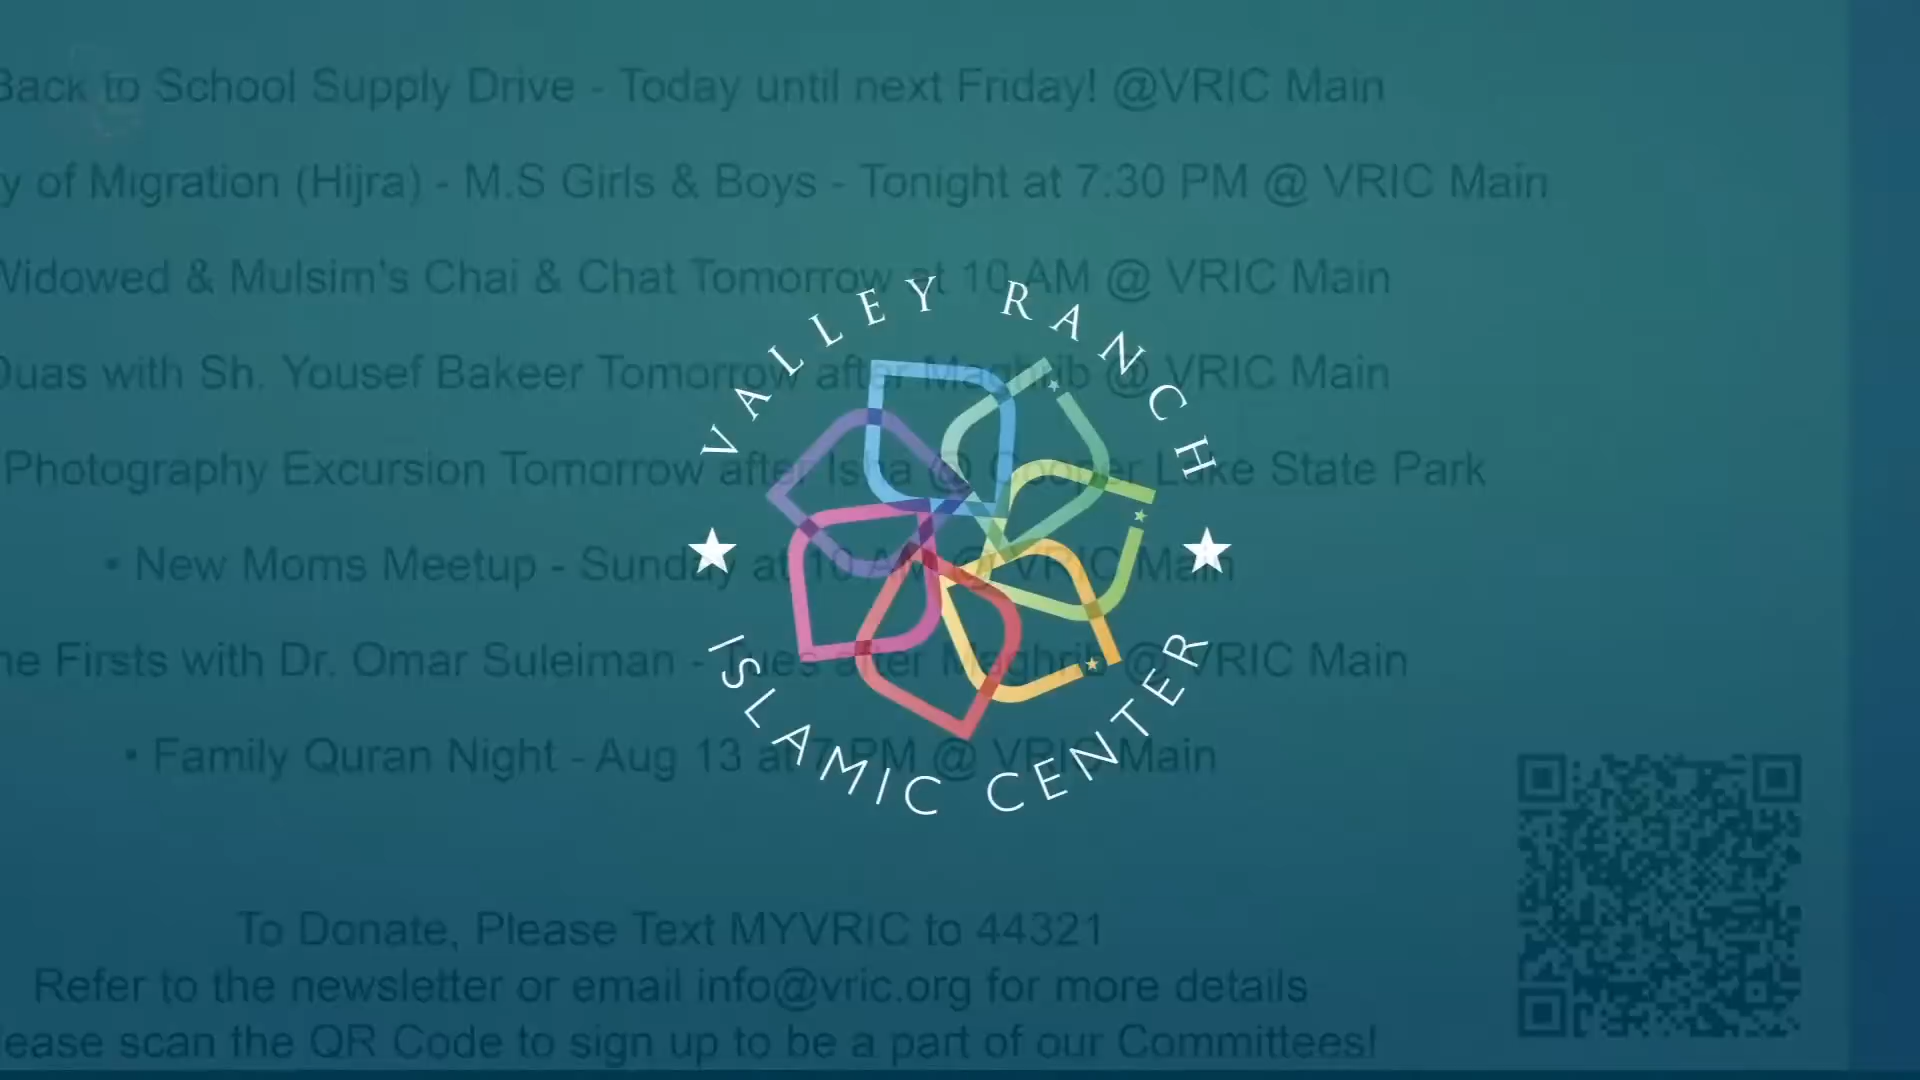 Back to School Supply Drive - Today until next Friday! @VRIC Main
y of Migration (Hijra) - M.S Girls & Boys - Tonight at 7:30 PM @ VRIC Main
Widowed & Mulsim's Chai & Chat Tomorrow at 10 AM @ VRIC Main
Duas with Sh. Yousef Bakeer Tomorrow after Maghrib @ VRIC Main
Photography Excursion Tomorrow after Isha @ Cooper Lake State Park
• New Moms Meetup - Sunday at 10 AM @ VRIC Main
he Firsts with Dr. Omar Suleiman - Tues after Maghrib @ VRIC Main
• Family Quran Night - Aug 13 at 7 PM @ VRIC Main
VALLEY RANCH
ISLAMIC CENTER
To Donate, Please Text MYVRIC to 44321
Refer to the newsletter or email info@vric.org for more details
lease scan the QR Code to sign up to be a part of our Committees!